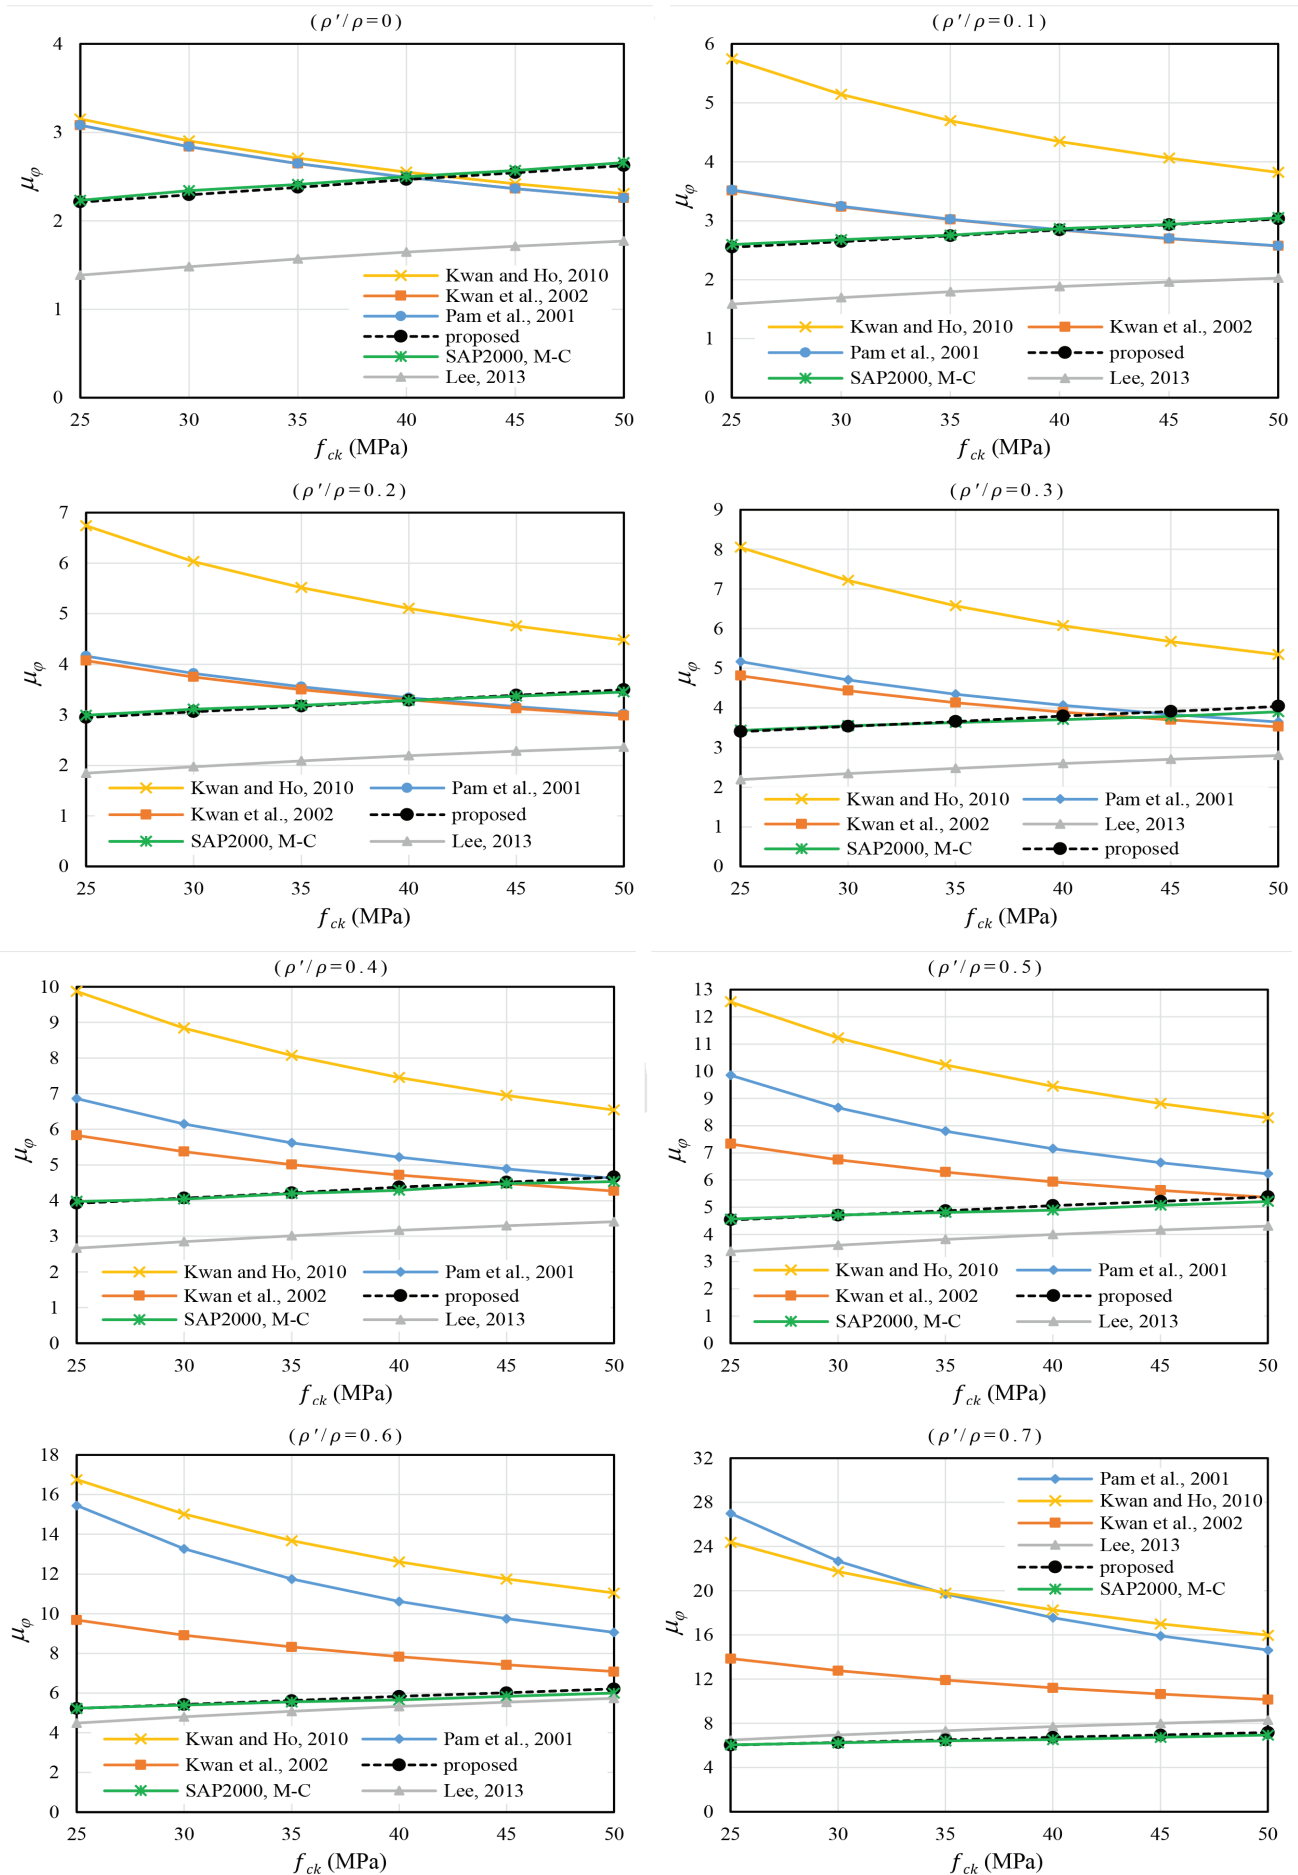 (ρ′/ρ=0)
4
3
2
1
0
μφ
Kwan and Ho, 2010
Kwan et al., 2002
Pam et al., 2001
proposed
SAP2000, M-C
Lee, 2013
25 30 35 40 45 50
fck (MPa)
(ρ′/ρ=0.1)
6
5
4
3
2
1
0
μφ
Kwan and Ho, 2010 Kwan et al., 2002
Pam et al., 2001 proposed
SAP2000, M-C Lee, 2013
25 30 35 40 45 50
fck (MPa)
(ρ′/ρ=0.2)
7
6
5
4
3
2
1
0
μφ
Kwan and Ho, 2010 Pam et al., 2001
Kwan et al., 2002 proposed
SAP2000, M-C Lee, 2013
25 30 35 40 45 50
fck (MPa)
(ρ′/ρ=0.3)
9
8
7
6
5
4
3
2
1
0
μφ
Kwan and Ho, 2010 Pam et al., 2001
Kwan et al., 2002 Lee, 2013
SAP2000, M-C proposed
25 30 35 40 45 50
fck (MPa)
(ρ′/ρ=0.4)
10
9
8
7
6
5
4
3
2
1
0
μφ
Kwan and Ho, 2010 Pam et al., 2001
Kwan et al., 2002 proposed
SAP2000, M-C Lee, 2013
25 30 35 40 45 50
fck (MPa)
(ρ′/ρ=0.5)
13
12
11
10
9
8
7
6
5
4
3
2
1
0
μφ
Kwan and Ho, 2010 Pam et al., 2001
Kwan et al., 2002 proposed
SAP2000, M-C Lee, 2013
25 30 35 40 45 50
fck (MPa)
(ρ′/ρ=0.6)
18
16
14
12
10
8
6
4
2
0
μφ
Kwan and Ho, 2010 Pam et al., 2001
Kwan et al., 2002 proposed
SAP2000, M-C Lee, 2013
25 30 35 40 45 50
fck (MPa)
(ρ′/ρ=0.7)
32
28
24
20
16
12
8
4
0
μφ
Pam et al., 2001
Kwan and Ho, 2010
Kwan et al., 2002
Lee, 2013
proposed
SAP2000, M-C
25 30 35 40 45 50
fck (MPa)